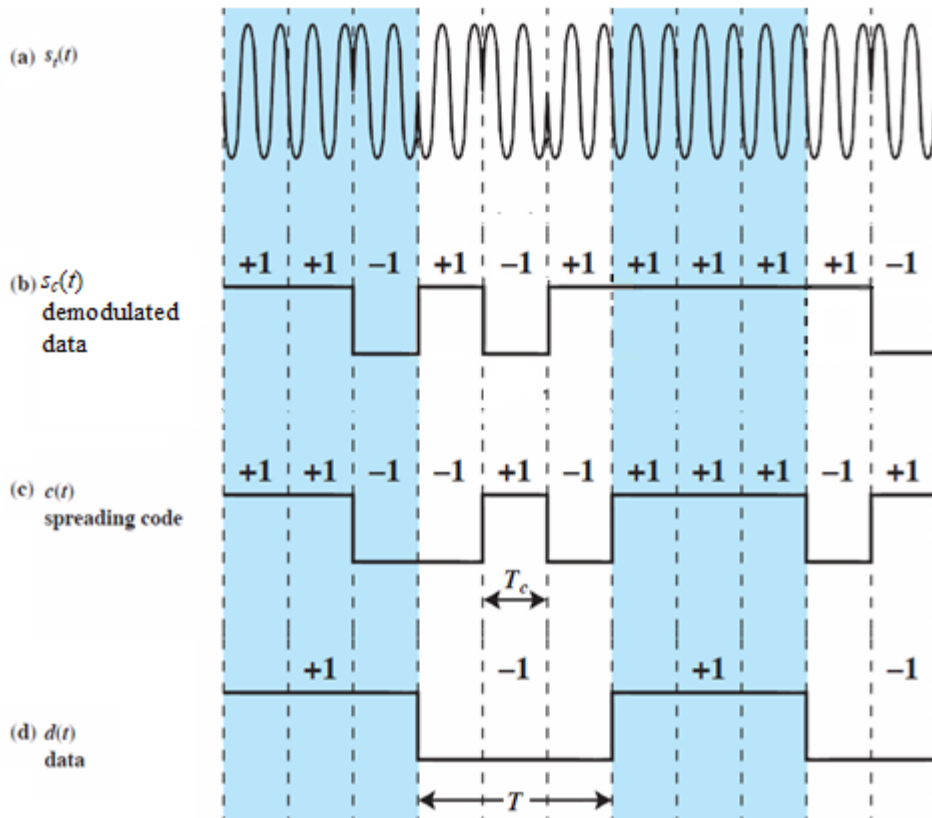 (a) sₜ(t)
+1 +1 −1 +1 −1 +1 +1 +1 +1 +1 −1
(b) s_c(t)
demodulated
data
+1 +1 −1 −1 +1 −1 +1 +1 +1 −1 +1
(c) c(t)
spreading code
T_c
+1 −1 +1 −1
(d) d(t)
data
T